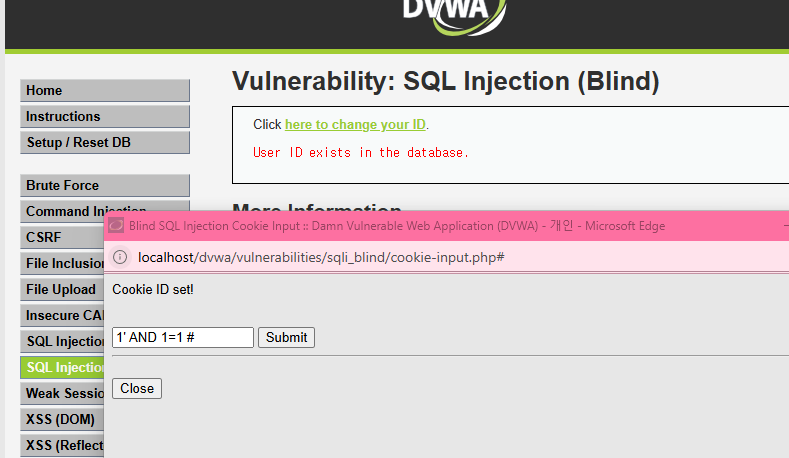 DVWA
Vulnerability: SQL Injection (Blind)
Home
Instructions
Setup / Reset DB
Click here to change your ID.
User ID exists in the database.
Brute Force
Command Injection
CSRF
File Inclusion
File Upload
Insecure CA
SQL Injection
SQL Injection
Weak Sessio
XSS (DOM)
XSS (Reflect
More Information
Blind SQL Injection Cookie Input :: Damn Vulnerable Web Application (DVWA) - 개인 - Microsoft Edge
localhost/dvwa/vulnerabilities/sqli_blind/cookie-input.php#
Cookie ID set!
1' AND 1=1 #
Submit
Close